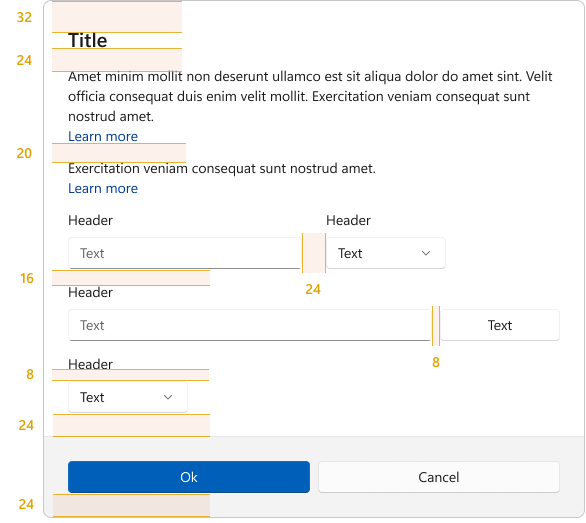 32
Title
24
Amet minim mollit non deserunt ullamco est sit aliqua dolor do amet sint. Velit
officia consequat duis enim velit mollit. Exercitation veniam consequat sunt
nostrud amet.
Learn more
20
Exercitation veniam consequat sunt nostrud amet.
Learn more
Header
Header
Text
Text
16
24
Header
Text
Text
8
Header
8
Text
24
Ok
Cancel
24